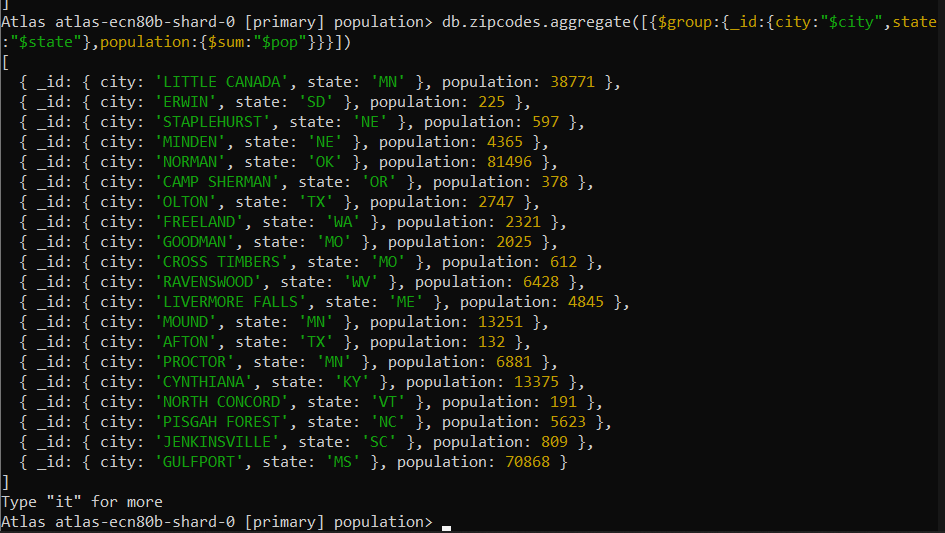 ]
Atlas atlas-ecn80b-shard-0 [primary] population> db.zipcodes.aggregate([{$group:{_id:{city:"$city",state
:"$state"},population:{$sum:"$pop"}}}])
[
  { _id: { city: 'LITTLE CANADA', state: 'MN' }, population: 38771 },
  { _id: { city: 'ERWIN', state: 'SD' }, population: 225 },
  { _id: { city: 'STAPLEHURST', state: 'NE' }, population: 597 },
  { _id: { city: 'MINDEN', state: 'NE' }, population: 4365 },
  { _id: { city: 'NORMAN', state: 'OK' }, population: 81496 },
  { _id: { city: 'CAMP SHERMAN', state: 'OR' }, population: 378 },
  { _id: { city: 'OLTON', state: 'TX' }, population: 2747 },
  { _id: { city: 'FREELAND', state: 'WA' }, population: 2321 },
  { _id: { city: 'GOODMAN', state: 'MO' }, population: 2025 },
  { _id: { city: 'CROSS TIMBERS', state: 'MO' }, population: 612 },
  { _id: { city: 'RAVENSWOOD', state: 'WV' }, population: 6428 },
  { _id: { city: 'LIVERMORE FALLS', state: 'ME' }, population: 4845 },
  { _id: { city: 'MOUND', state: 'MN' }, population: 13251 },
  { _id: { city: 'AFTON', state: 'TX' }, population: 132 },
  { _id: { city: 'PROCTOR', state: 'MN' }, population: 6881 },
  { _id: { city: 'CYNTHIANA', state: 'KY' }, population: 13375 },
  { _id: { city: 'NORTH CONCORD', state: 'VT' }, population: 191 },
  { _id: { city: 'PISGAH FOREST', state: 'NC' }, population: 5623 },
  { _id: { city: 'JENKINSVILLE', state: 'SC' }, population: 809 },
  { _id: { city: 'GULFPORT', state: 'MS' }, population: 70868 }
]
Type "it" for more
Atlas atlas-ecn80b-shard-0 [primary] population>